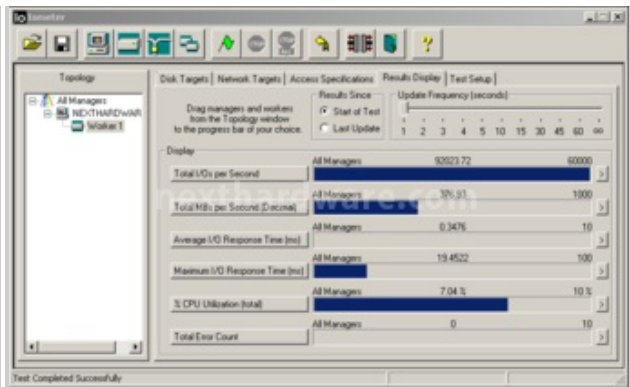 Iometer
Topology
All Managers
NEXTHARDWAR
Worker 1
Disk Targets
Network Targets
Access Specifications
Results Display
Test Setup
Drag managers and workers
from the Topology window
to the progress bar of your choice.
Results Since
Start of Test
Last Update
Update Frequency (seconds)
1 2 3 4 5 10 15 30 45 60 ∞
Display
All Managers 92023.72 60000
Total I/Os per Second
All Managers 376.93 1000
Total MBs per Second (Decimal)
All Managers 0.3476 10
Average I/O Response Time (ms)
All Managers 19.4522 100
Maximum I/O Response Time (ms)
All Managers 7.04 % 10 %
% CPU Utilization (total)
All Managers 0 10
Total Error Count
nexthardware.com
Test Completed Successfully